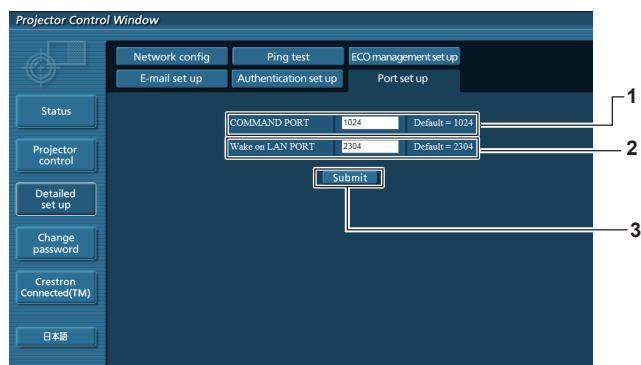 Projector Control Window
Network config
Ping test
ECO management set up
E-mail set up
Authentication set up
Port set up
Status
Projector
control
Detailed
set up
Change
password
Crestron
Connected(TM)
日本語
COMMAND PORT 1024 Default = 1024
Wake on LAN PORT 2304 Default = 2304
Submit
1
2
3